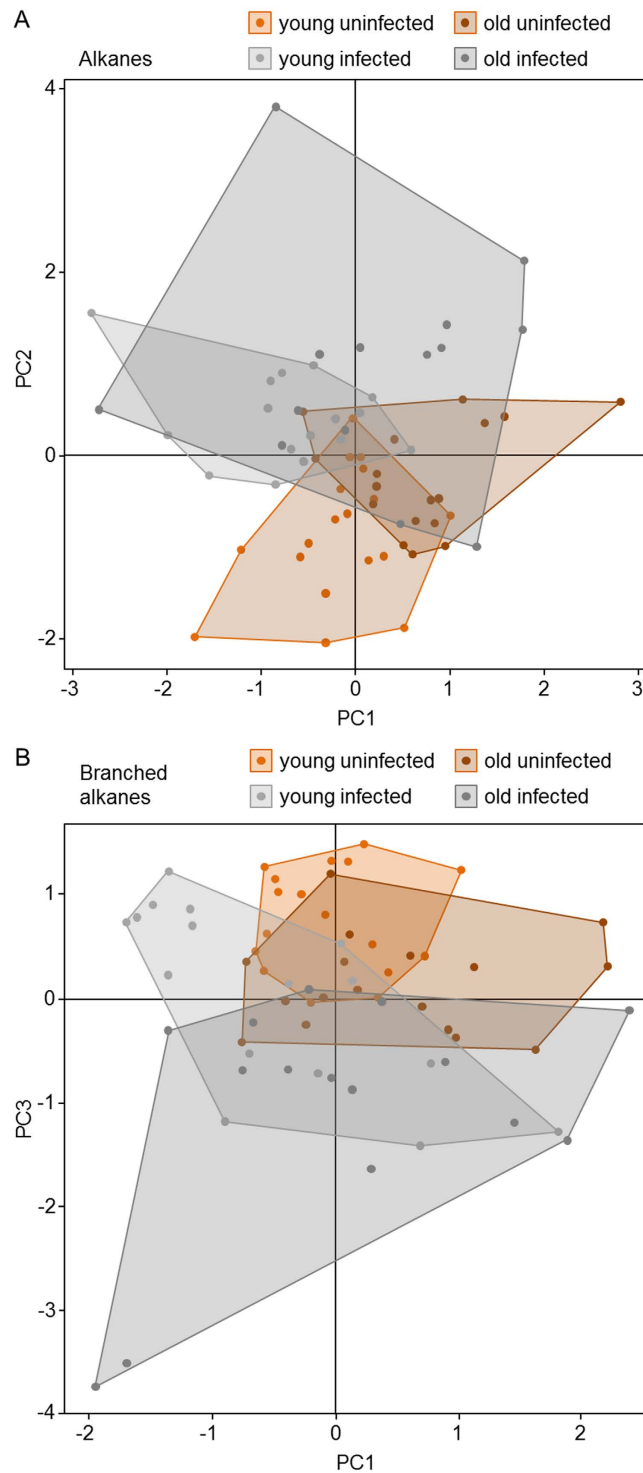 A
young uninfected old uninfected
Alkanes young infected old infected
4
2
PC2
0
-2
-3 -2 -1 0 1 2 3
PC1
B
young uninfected old uninfected
Branched
alkanes
young infected old infected
1
0
-1
PC3
-2
-3
-4
-2 -1 0 1 2
PC1